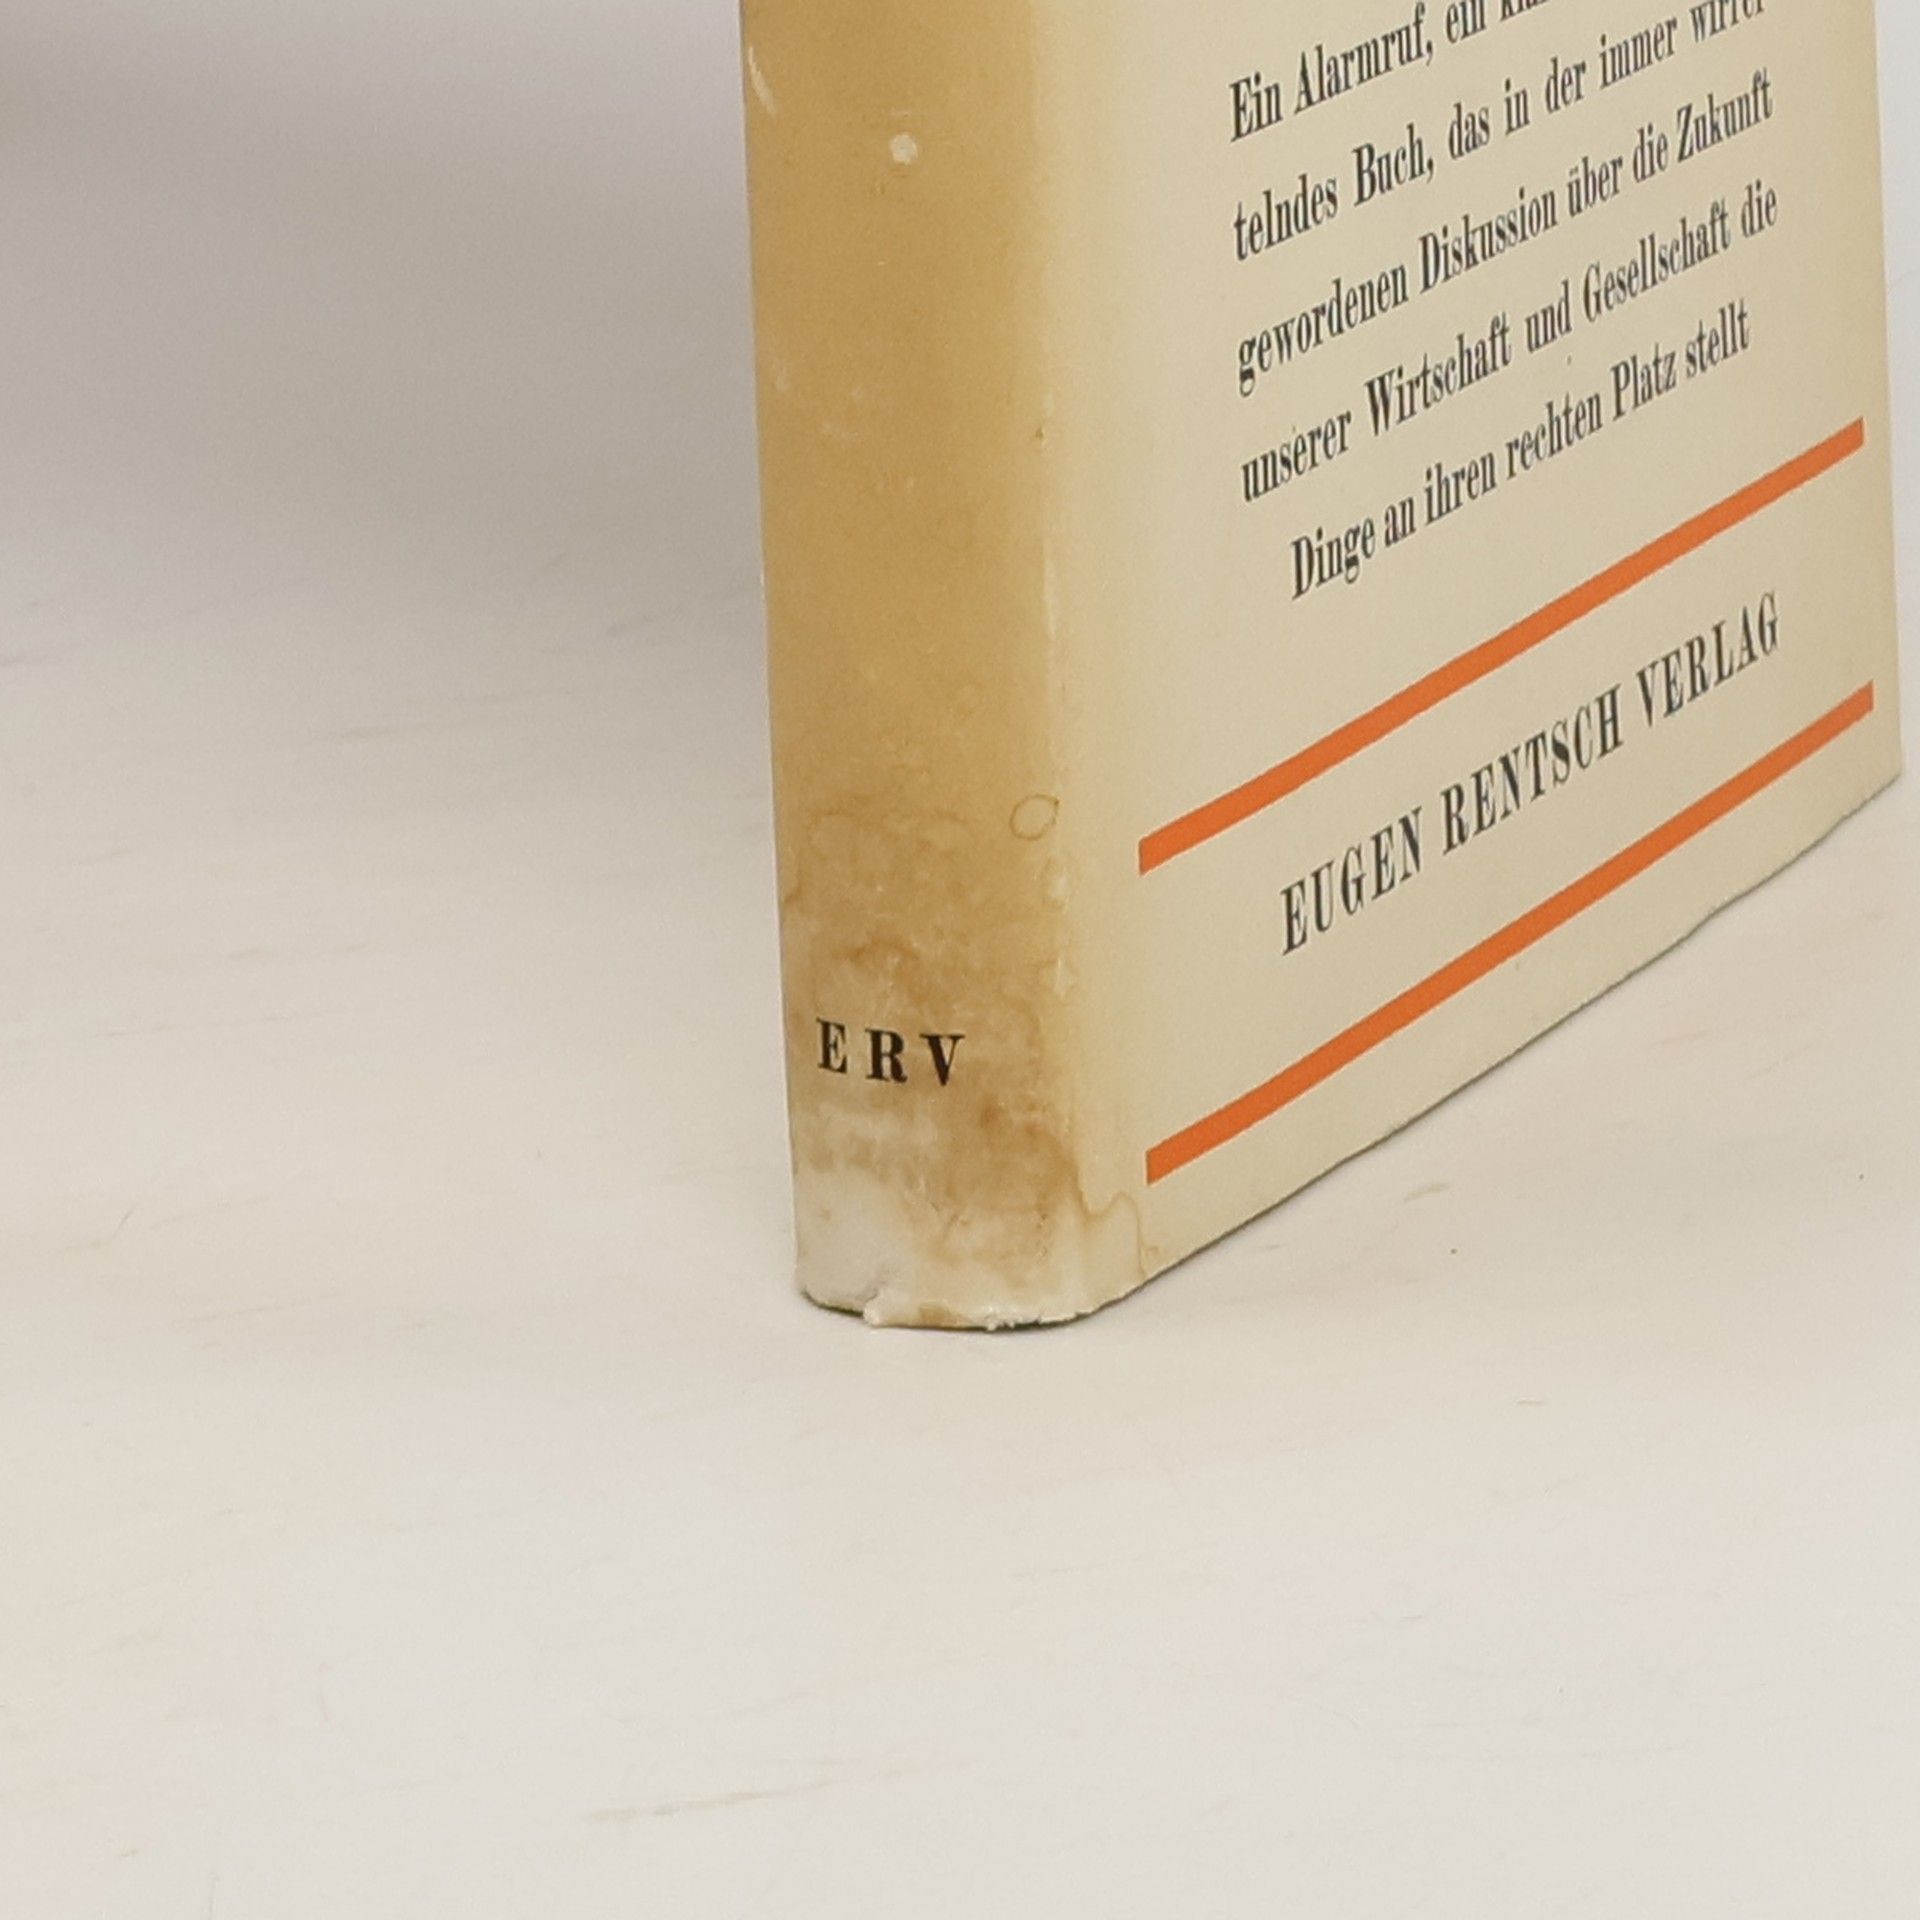 Ein Alarmruf, ein
telndes Buch, das in der immer wirrer
gewordenen Diskussion über die Zukunft
unserer Wirtschaft und Gesellschaft die
Dinge an ihren rechten Platz stellt
EUGEN RENTSCH VERLAG
ERV